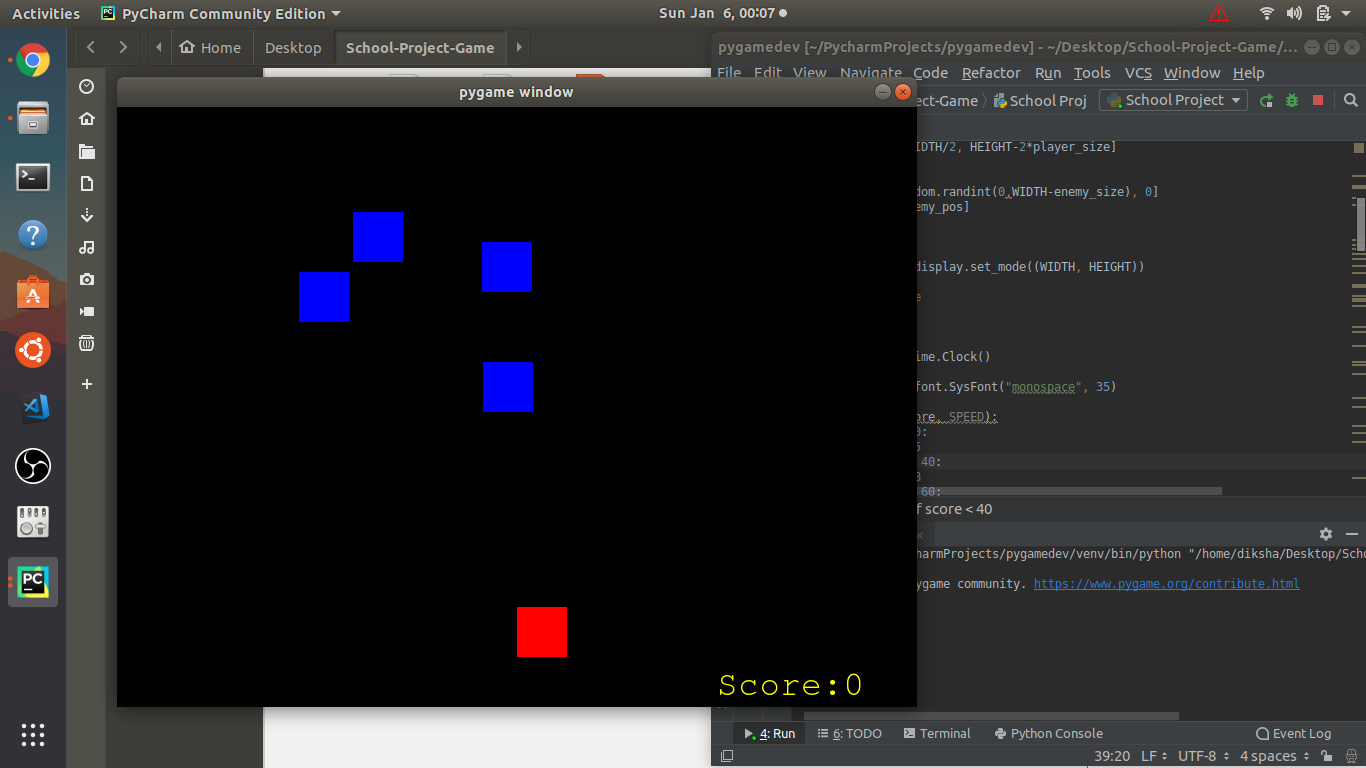 Activities
PyCharm Community Edition
Sun Jan 6, 00:07
Home
Desktop
School-Project-Game
pygamedev [~/PycharmProjects/pygamedev] - ~/Desktop/School-Project-Game/...
File Edit View Navigate Code Refactor Run Tools VCS Window Help
pygame window
ect-Game
School Proj
School Project
IDTH/2, HEIGHT-2*player_size]
dom.randint(0,WIDTH-enemy_size), 0]
emy_pos]
display.set_mode((WIDTH, HEIGHT))
e
ime.Clock()
font.SysFont("monospace", 35)
ore, SPEED):
0:
5
40:
8
60:
f score < 40
harmProjects/pygamedev/venv/bin/python "/home/diksha/Desktop/Scho
ygame community. https://www.pygame.org/contribute.html
Score:0
4: Run
6: TODO
Terminal
Python Console
Event Log
39:20 LF UTF-8 4 spaces
PC
PC